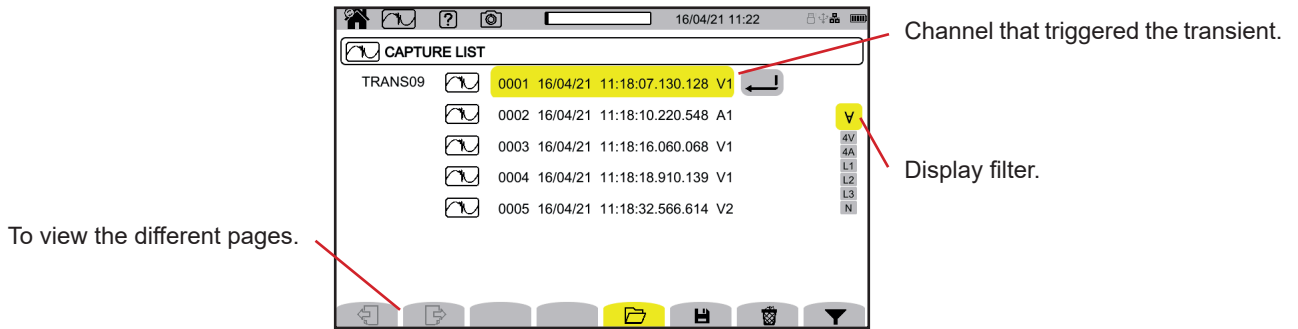 ? 16/04/21 11:22
Channel that triggered the transient.
CAPTURE LIST
TRANS09 0001 16/04/21 11:18:07.130.128 V1
0002 16/04/21 11:18:10.220.548 A1
0003 16/04/21 11:18:16.060.068 V1
0004 16/04/21 11:18:18.910.139 V1
0005 16/04/21 11:18:32.566.614 V2
∀
4V
4A
L1
L2
L3
N
Display filter.
To view the different pages.